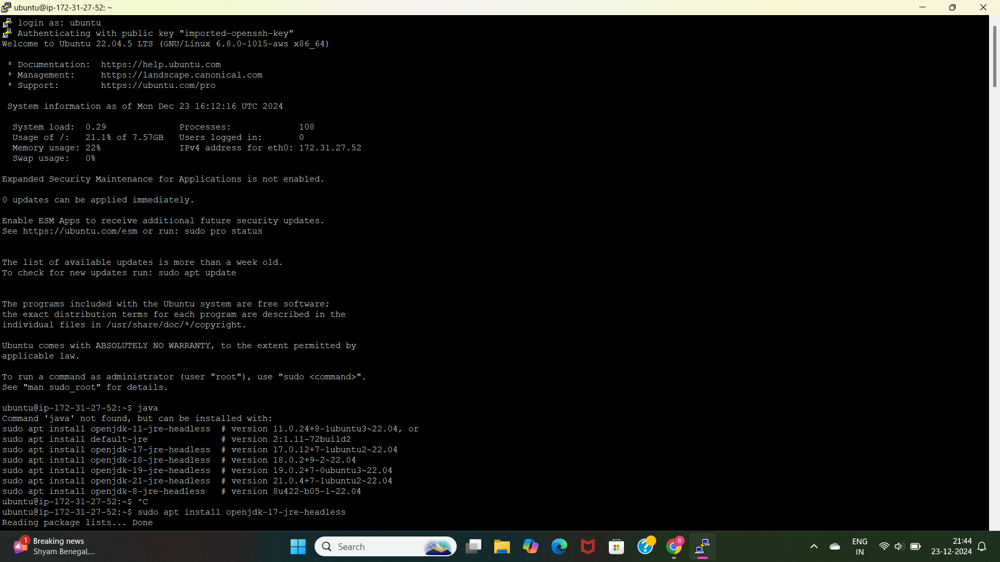 ubuntu@ip-172-31-27-52: ~
login as: ubuntu
Authenticating with public key "imported-openssh-key"
Welcome to Ubuntu 22.04.5 LTS (GNU/Linux 6.8.0-1015-aws x86_64)
* Documentation:  https://help.ubuntu.com
* Management:     https://landscape.canonical.com
* Support:        https://ubuntu.com/pro
System information as of Mon Dec 23 16:12:16 UTC 2024
System load:  0.29              Processes:             108
Usage of /:   21.1% of 7.57GB   Users logged in:       0
Memory usage: 22%               IPv4 address for eth0: 172.31.27.52
Swap usage:   0%
Expanded Security Maintenance for Applications is not enabled.
0 updates can be applied immediately.
Enable ESM Apps to receive additional future security updates.
See https://ubuntu.com/esm or run: sudo pro status
The list of available updates is more than a week old.
To check for new updates run: sudo apt update
The programs included with the Ubuntu system are free software;
the exact distribution terms for each program are described in the
individual files in /usr/share/doc/*/copyright.
Ubuntu comes with ABSOLUTELY NO WARRANTY, to the extent permitted by
applicable law.
To run a command as administrator (user "root"), use "sudo <command>".
See "man sudo_root" for details.
ubuntu@ip-172-31-27-52:~$ java
Command 'java' not found, but can be installed with:
sudo apt install openjdk-11-jre-headless  # version 11.0.24+8-1ubuntu3~22.04, or
sudo apt install default-jre              # version 2:1.11-72build2
sudo apt install openjdk-17-jre-headless  # version 17.0.12+7-1ubuntu2~22.04
sudo apt install openjdk-18-jre-headless  # version 18.0.2+9-2~22.04
sudo apt install openjdk-19-jre-headless  # version 19.0.2+7-0ubuntu3~22.04
sudo apt install openjdk-21-jre-headless  # version 21.0.4+7-1ubuntu2~22.04
sudo apt install openjdk-8-jre-headless   # version 8u422-b05-1~22.04
ubuntu@ip-172-31-27-52:~$ ^C
ubuntu@ip-172-31-27-52:~$ sudo apt install openjdk-17-jre-headless
Reading package lists... Done
1
Breaking news
Shyam Benegal,...
Search
B
ENG
IN
21:44
23-12-2024